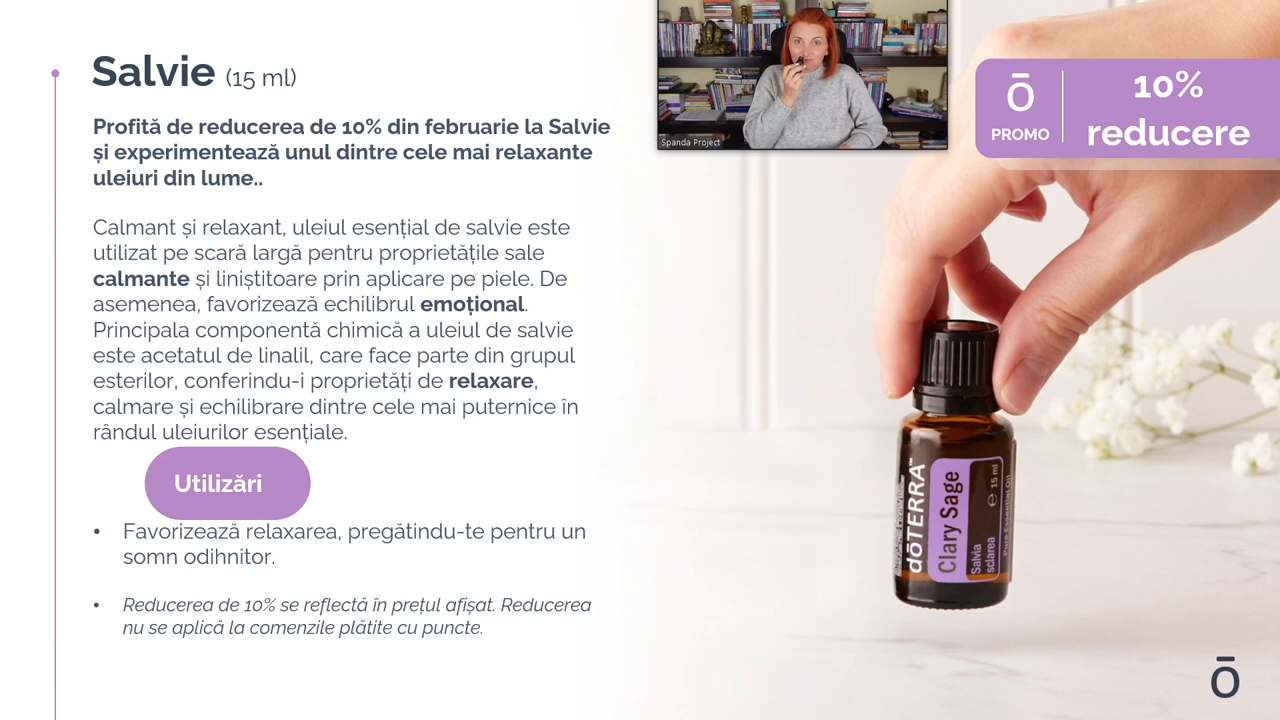 Salvie (15 ml)
Profită de reducerea de 10% din februarie la Salvie
și experimentează unul dintre cele mai relaxante
uleiuri din lume..
Calmant și relaxant, uleiul esențial de salvie este
utilizat pe scară largă pentru proprietățile sale
calmante și liniștitoare prin aplicare pe piele. De
asemenea, favorizează echilibrul emoțional.
Principala componentă chimică a uleiul de salvie
este acetatul de linalil, care face parte din grupul
esterilor, conferindu-i proprietăți de relaxare,
calmare și echilibrare dintre cele mai puternice în
rândul uleiurilor esențiale.
Utilizări
• Favorizează relaxarea, pregătindu-te pentru un
somn odihnitor.
• Reducerea de 10% se reflectă în prețul afișat. Reducerea
nu se aplică la comenzile plătite cu puncte.
Spanda Project
ō
PROMO
10%
reducere
dōTERRA™
Clary Sage
Salvia
sclarea
℮ 15 ml
Pure Essential Oil
ō